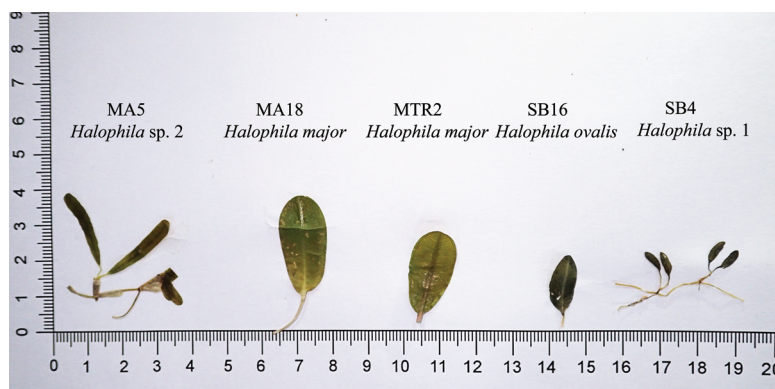 9
8
7
6
5
4
3
2
1
0
MA5
Halophila sp. 2
MA18
Halophila major
MTR2
Halophila major
SB16
Halophila ovalis
SB4
Halophila sp. 1
0 1 2 3 4 5 6 7 8 9 10 11 12 13 14 15 16 17 18 19 20